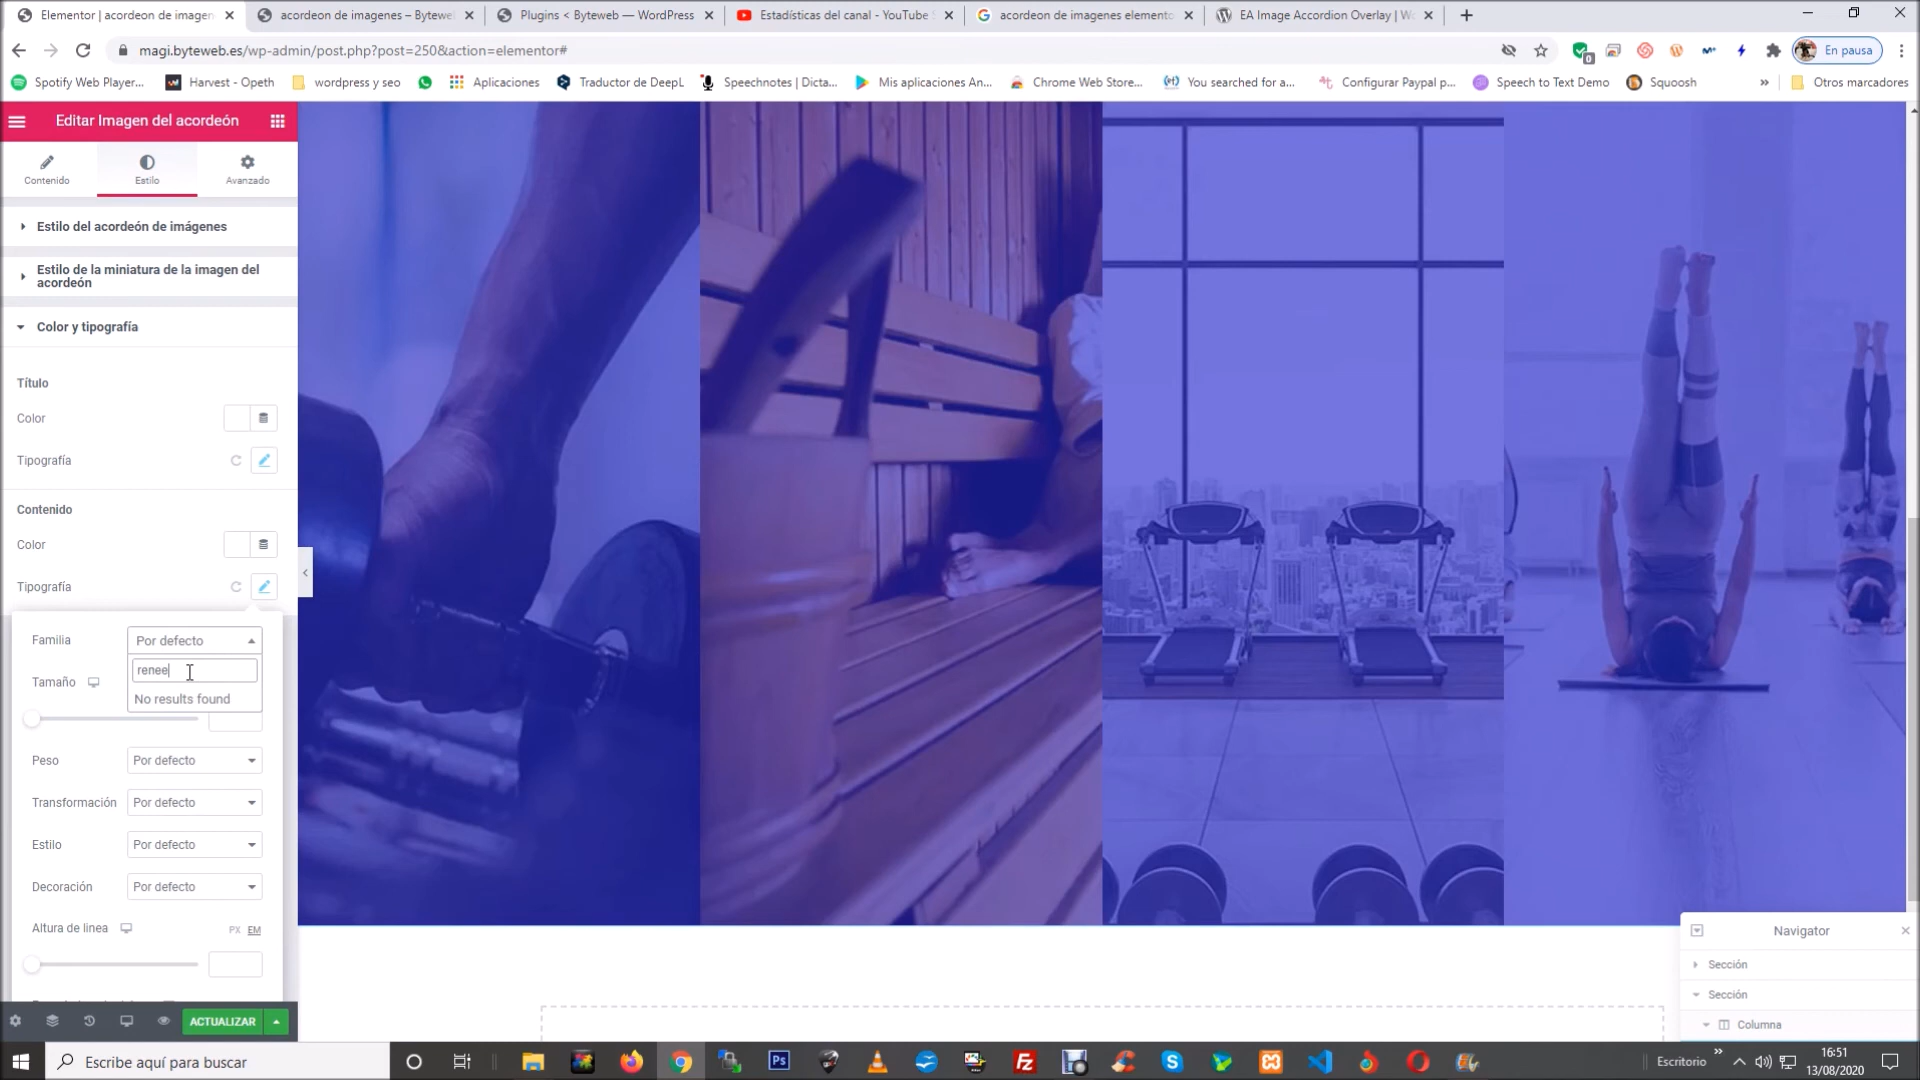 Elementor | acordeon de imagen
acordeon de imagenes – Bytewe
Plugins < Byteweb — WordPress
Estadísticas del canal - YouTube
acordeon de imagenes elemento
EA Image Accordion Overlay | W
magi.byteweb.es/wp-admin/post.php?post=250&action=elementor#
En pausa
Spotify Web Player...
Harvest - Opeth
wordpress y seo
Aplicaciones
Traductor de DeepL
Speechnotes | Dicta...
Mis aplicaciones An...
Chrome Web Store...
You searched for a...
Configurar Paypal p...
Speech to Text Demo
Squoosh
»
Otros marcadores
Editar Imagen del acordeón
Contenido
Estilo
Avanzado
Estilo del acordeón de imágenes
Estilo de la miniatura de la imagen del
acordeón
Color y tipografía
Título
Color
Tipografía
Contenido
Color
Tipografía
Familia
Por defecto
renee
No results found
Tamaño
Peso
Por defecto
Transformación
Por defecto
Estilo
Por defecto
Decoración
Por defecto
Altura de linea
PX EM
ACTUALIZAR
Navigator
Sección
Sección
Columna
Escribe aquí para buscar
Ps
Escritorio
»
16:51
13/08/2020